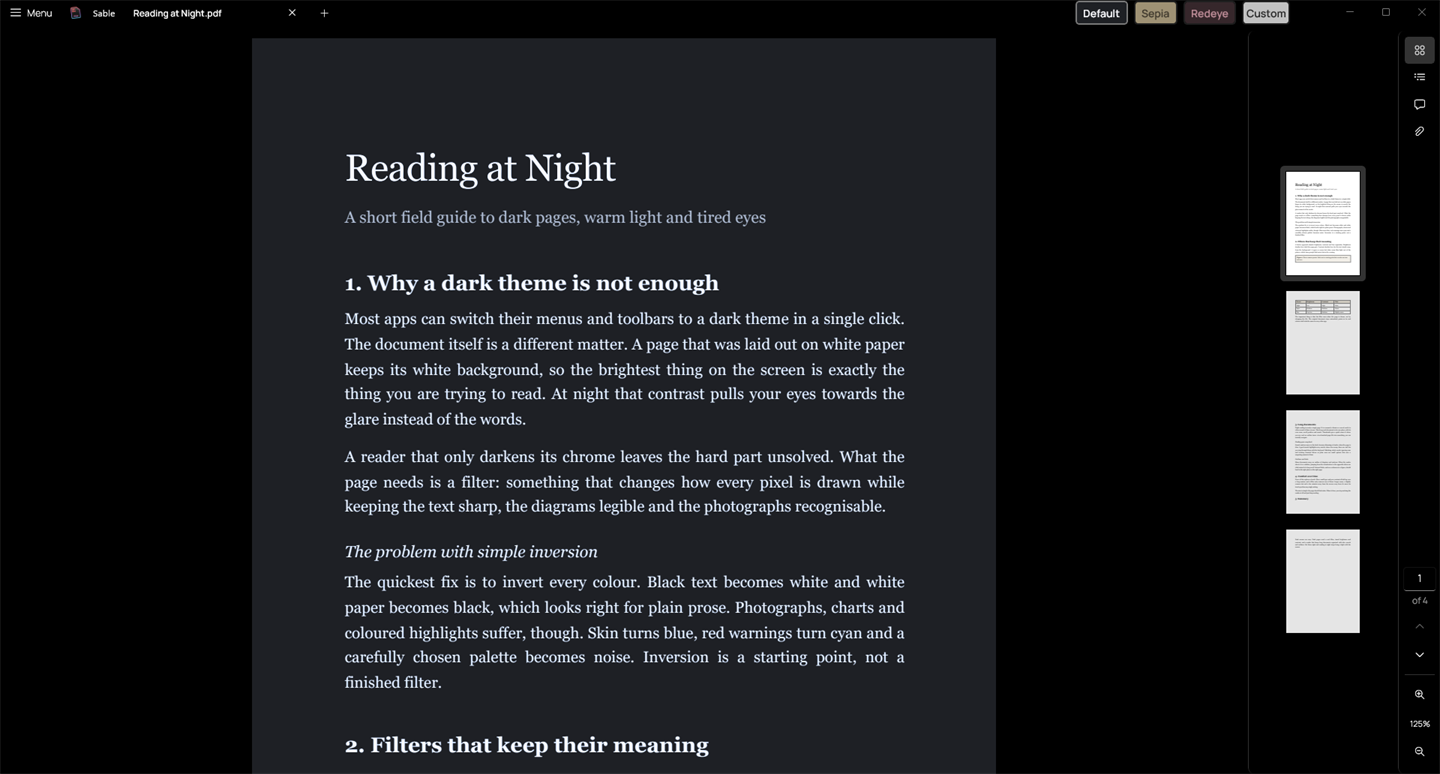 Menu
Sable
Reading at Night.pdf
Default
Sepia
Redeye
Custom
Reading at Night
A short field guide to dark pages, warm light and tired eyes
1. Why a dark theme is not enough
Most apps can switch their menus and toolbars to a dark theme in a single click.
The document itself is a different matter. A page that was laid out on white paper
keeps its white background, so the brightest thing on the screen is exactly the
thing you are trying to read. At night that contrast pulls your eyes towards the
glare instead of the words.
A reader that only darkens its chrome leaves the hard part unsolved. What the
page needs is a filter: something that changes how every pixel is drawn while
keeping the text sharp, the diagrams legible and the photographs recognisable.
The problem with simple inversion
The quickest fix is to invert every colour. Black text becomes white and white
paper becomes black, which looks right for plain prose. Photographs, charts and
coloured highlights suffer, though. Skin turns blue, red warnings turn cyan and a
carefully chosen palette becomes noise. Inversion is a starting point, not a
finished filter.
2. Filters that keep their meaning
Reading at Night
1
of 4
125%